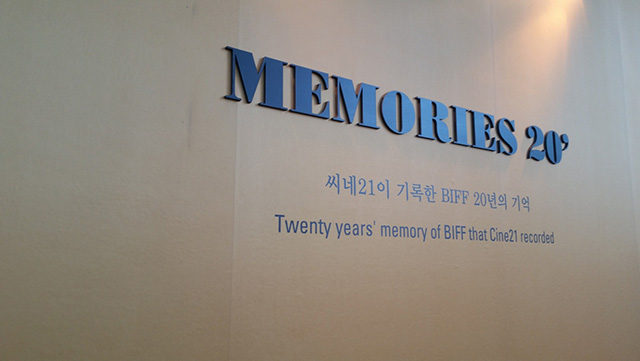 MEMORIES 20’
씨네21이 기록한 BIFF 20년의 기억
Twenty years' memory of BIFF that Cine21 recorded